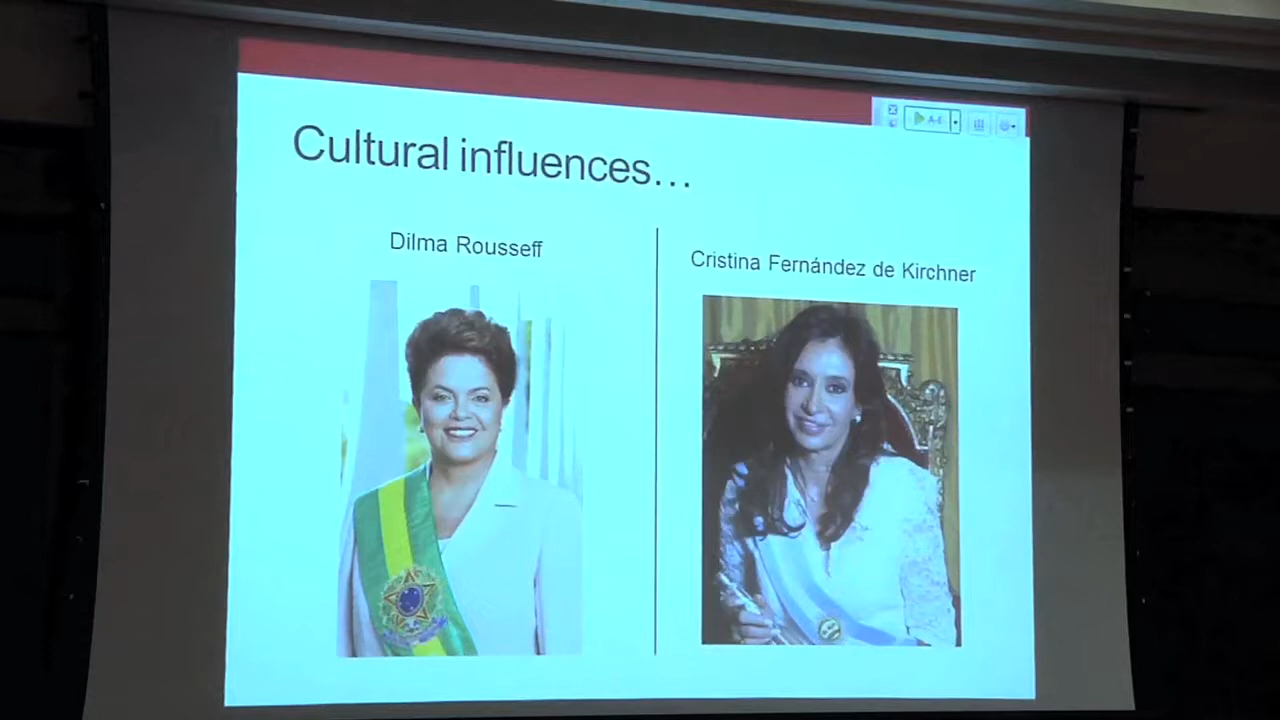 Cultural influences…
Dilma Rousseff
Cristina Fernández de Kirchner